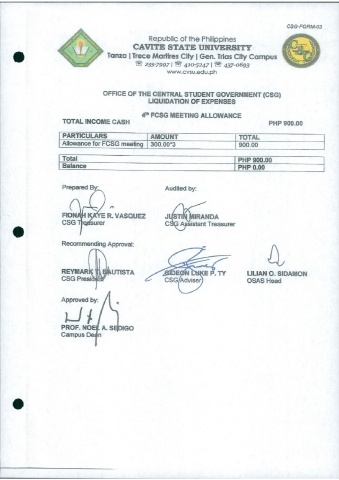 CSG-FORM-03
Republic of the Philippines
CAVITE STATE UNIVERSITY
Tanza | Trece Martires City | Gen. Trias City Campus
☏ 235-7997 | ☏ 410-5247 | ☏ 437-0693
www.cvsu.edu.ph
OFFICE OF THE CENTRAL STUDENT GOVERNMENT (CSG)
LIQUIDATION OF EXPENSES
4th FCSG MEETING ALLOWANCE
TOTAL INCOME CASH PHP 900.00
PARTICULARS AMOUNT TOTAL
Allowance for FCSG meeting 300.00*3 900.00
Total PHP 900.00
Balance PHP 0.00
Prepared By: Audited by:
FIONAH KAYE R. VASQUEZ JUSTIN MIRANDA
CSG Treasurer CSG Assistant Treasurer
Recommending Approval:
REYMARK T. BAUTISTA GIDEON LUKE P. TY LILIAN O. SIDAMON
CSG President CSG Adviser OSAS Head
Approved by:
PROF. NOEL A. SEDIGO
Campus Dean